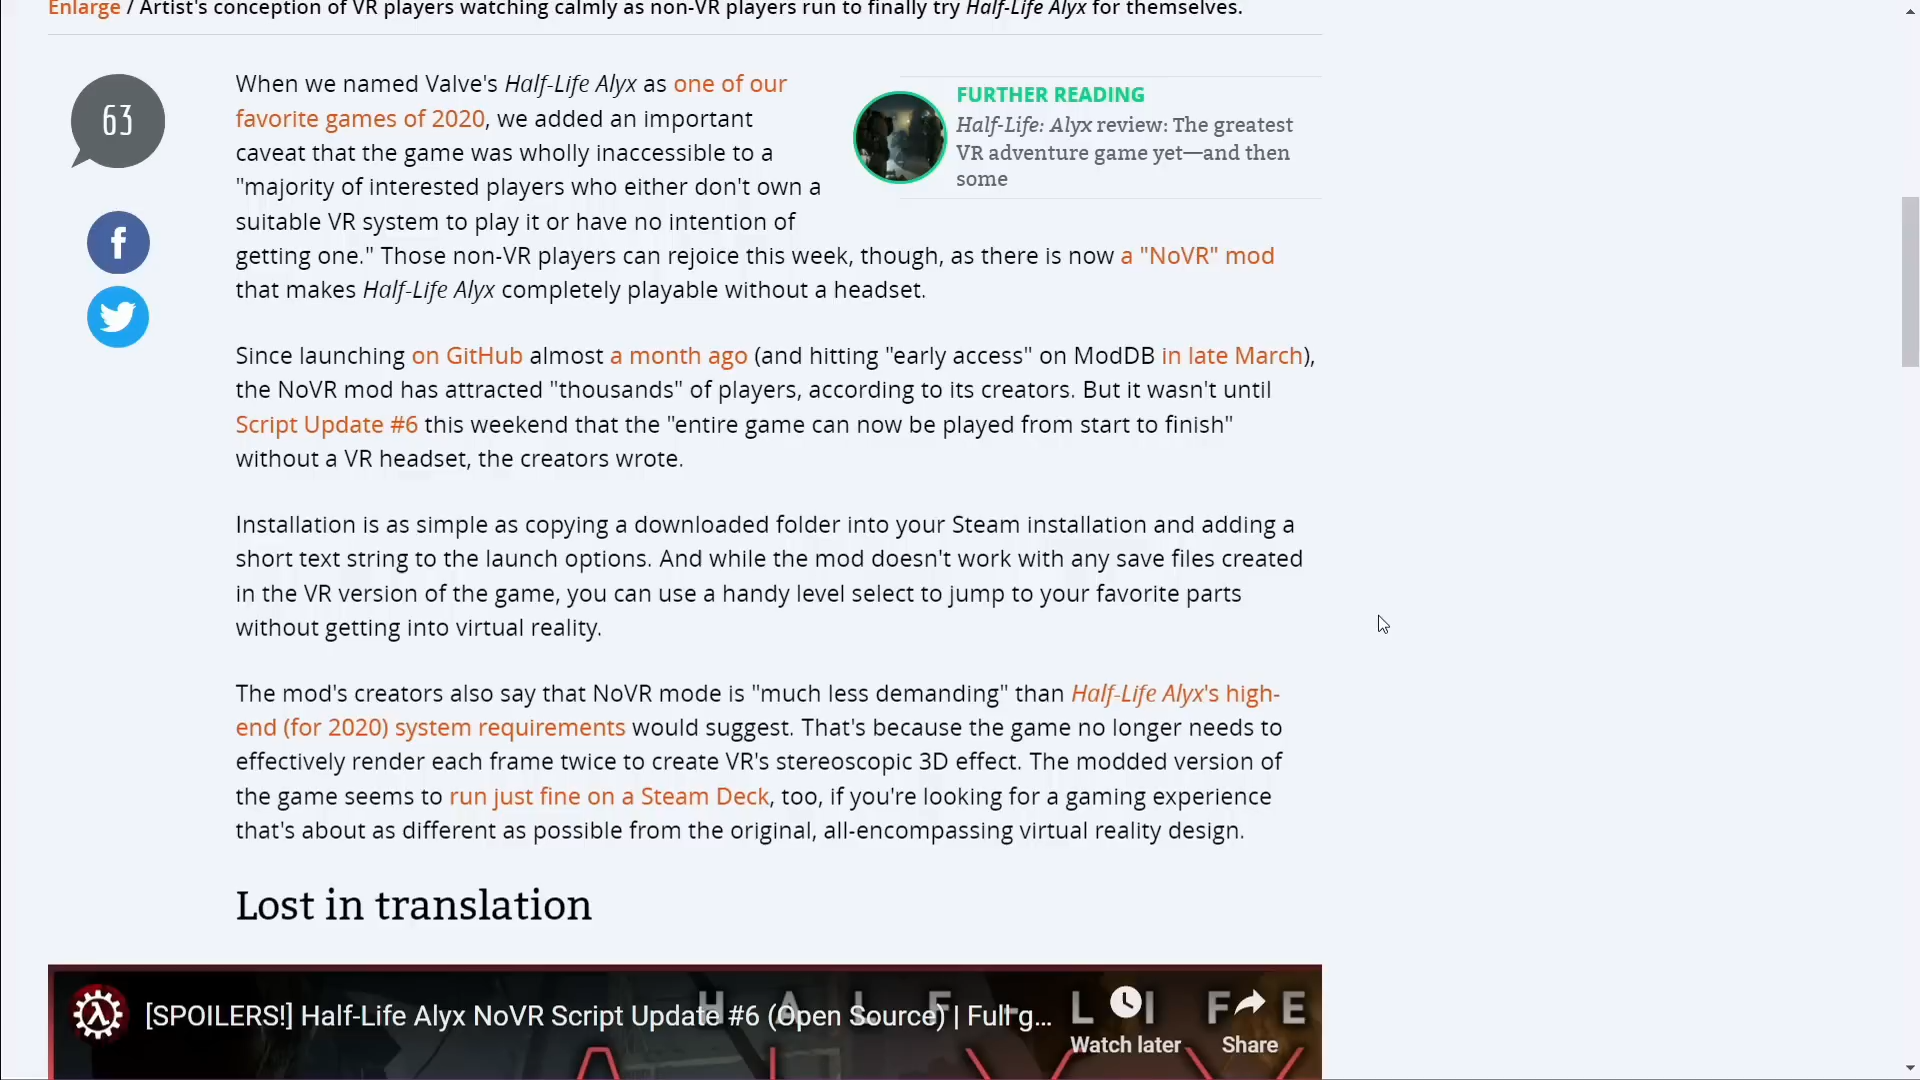 Enlarge / Artist's conception of VR players watching calmly as non-VR players run to finally try Half-Life Alyx for themselves.
63
When we named Valve's Half-Life Alyx as one of our
favorite games of 2020, we added an important
caveat that the game was wholly inaccessible to a
"majority of interested players who either don't own a
suitable VR system to play it or have no intention of
getting one." Those non-VR players can rejoice this week, though, as there is now a "NoVR" mod
that makes Half-Life Alyx completely playable without a headset.
FURTHER READING
Half-Life: Alyx review: The greatest
VR adventure game yet—and then
some
Since launching on GitHub almost a month ago (and hitting "early access" on ModDB in late March),
the NoVR mod has attracted "thousands" of players, according to its creators. But it wasn't until
Script Update #6 this weekend that the "entire game can now be played from start to finish"
without a VR headset, the creators wrote.
Installation is as simple as copying a downloaded folder into your Steam installation and adding a
short text string to the launch options. And while the mod doesn't work with any save files created
in the VR version of the game, you can use a handy level select to jump to your favorite parts
without getting into virtual reality.
The mod's creators also say that NoVR mode is "much less demanding" than Half-Life Alyx's high-
end (for 2020) system requirements would suggest. That's because the game no longer needs to
effectively render each frame twice to create VR's stereoscopic 3D effect. The modded version of
the game seems to run just fine on a Steam Deck, too, if you're looking for a gaming experience
that's about as different as possible from the original, all-encompassing virtual reality design.
Lost in translation
[SPOILERS!] Half-Life Alyx NoVR Script Update #6 (Open Source) | Full g...
HALF-LIFE
Watch later
Share
ALYX